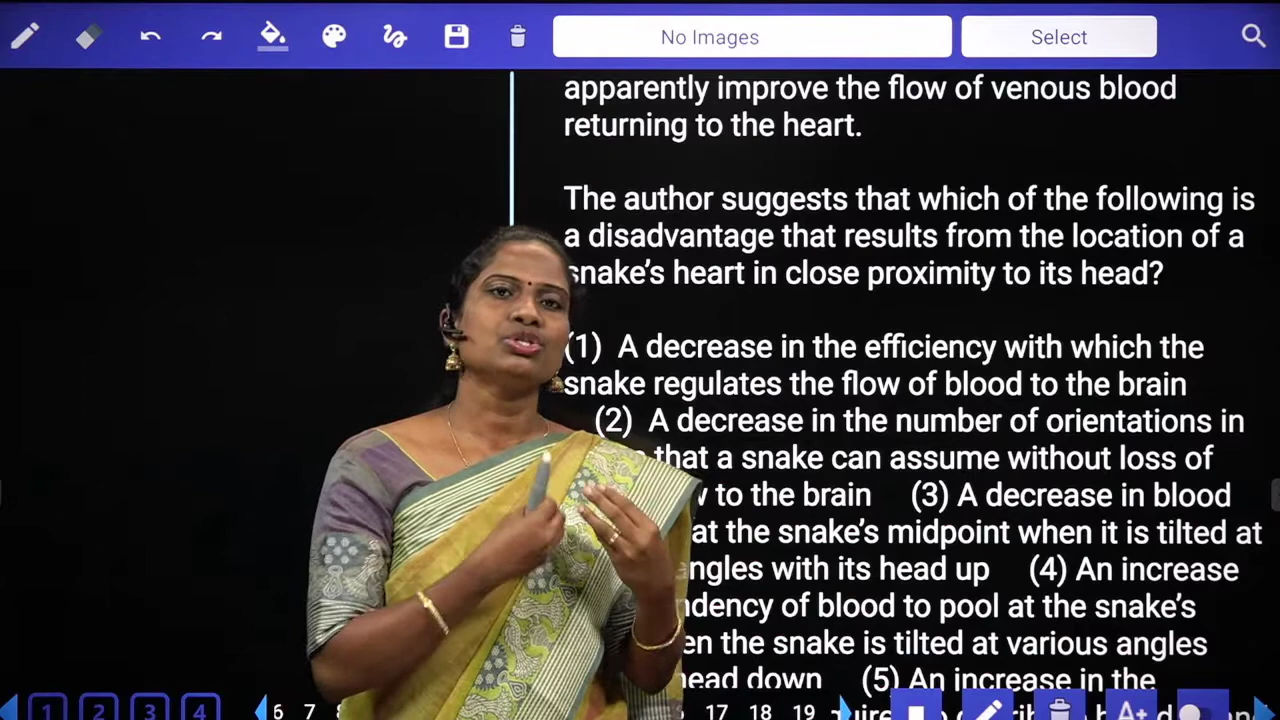 No Images
Select
apparently improve the flow of venous blood
returning to the heart.
The author suggests that which of the following is
a disadvantage that results from the location of a
snake's heart in close proximity to its head?
(1) A decrease in the efficiency with which the
snake regulates the flow of blood to the brain
(2) A decrease in the number of orientations in
that a snake can assume without loss of
to the brain (3) A decrease in blood
at the snake's midpoint when it is tilted at
angles with its head up (4) An increase
of blood to pool at the snake's
the snake is tilted at various angles
head down (5) An increase in the
1 2 3 4 6 7 17 18 19 A+